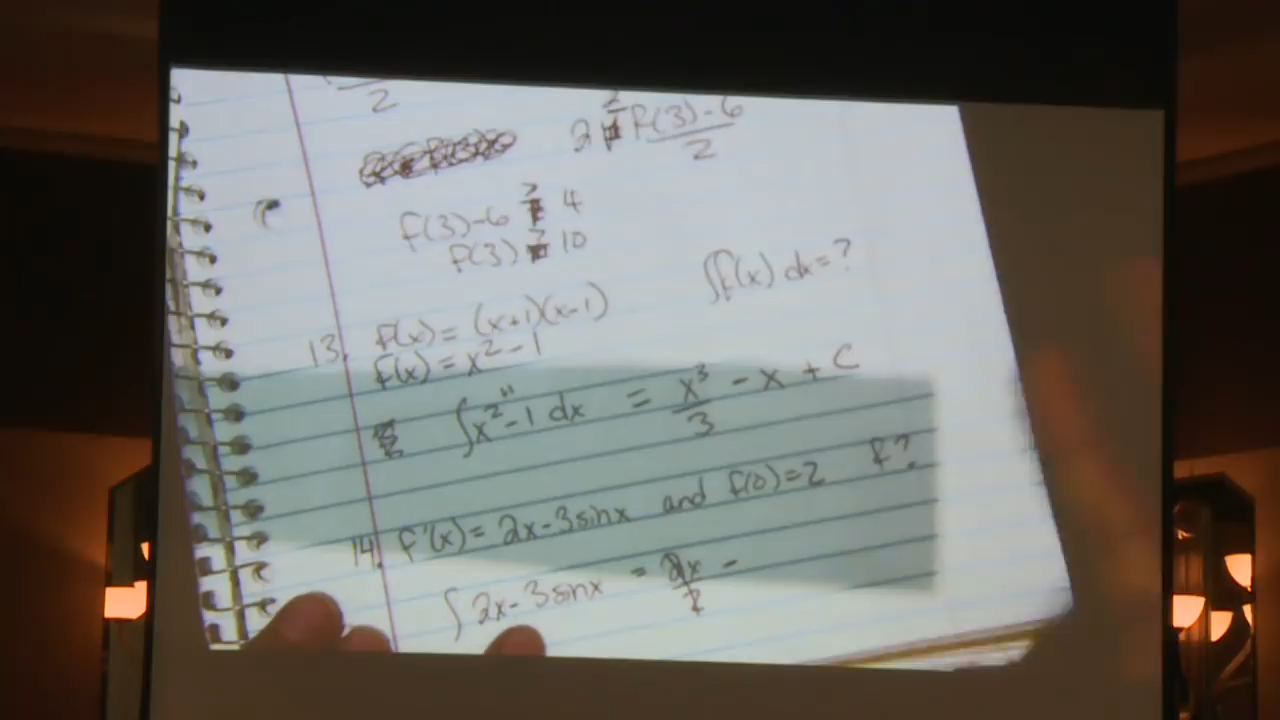 2
2 ≥ f(3)-6
2
f(3)-6 ≥ 4
f(3) ≥ 10
∫f(x) dx = ?
13. f(x) = (x+1)(x-1)
f(x) = x² - 1
∫x²-1 dx = x³/3 - x + C
14. f'(x) = 2x-3sinx and f(0)=2 f?
∫ 2x-3sinx = 2x/2 -